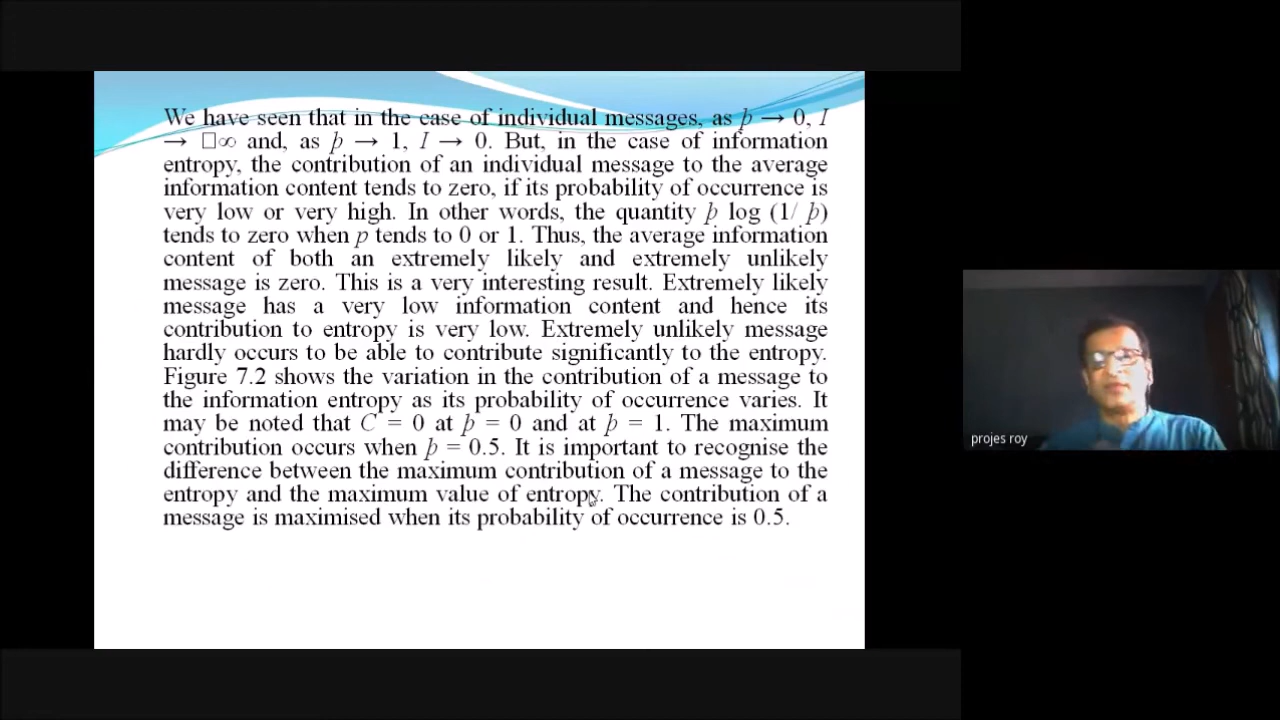 We have seen that in the case of individual messages, as þ → 0, I
→ □∞ and, as þ → 1, I → 0. But, in the case of information
entropy, the contribution of an individual message to the average
information content tends to zero, if its probability of occurrence is
very low or very high. In other words, the quantity þ log (1/ þ)
tends to zero when p tends to 0 or 1. Thus, the average information
content of both an extremely likely and extremely unlikely
message is zero. This is a very interesting result. Extremely likely
message has a very low information content and hence its
contribution to entropy is very low. Extremely unlikely message
hardly occurs to be able to contribute significantly to the entropy.
Figure 7.2 shows the variation in the contribution of a message to
the information entropy as its probability of occurrence varies. It
may be noted that C = 0 at þ = 0 and at þ = 1. The maximum
contribution occurs when þ = 0.5. It is important to recognise the
difference between the maximum contribution of a message to the
entropy and the maximum value of entropy. The contribution of a
message is maximised when its probability of occurrence is 0.5.
projes roy